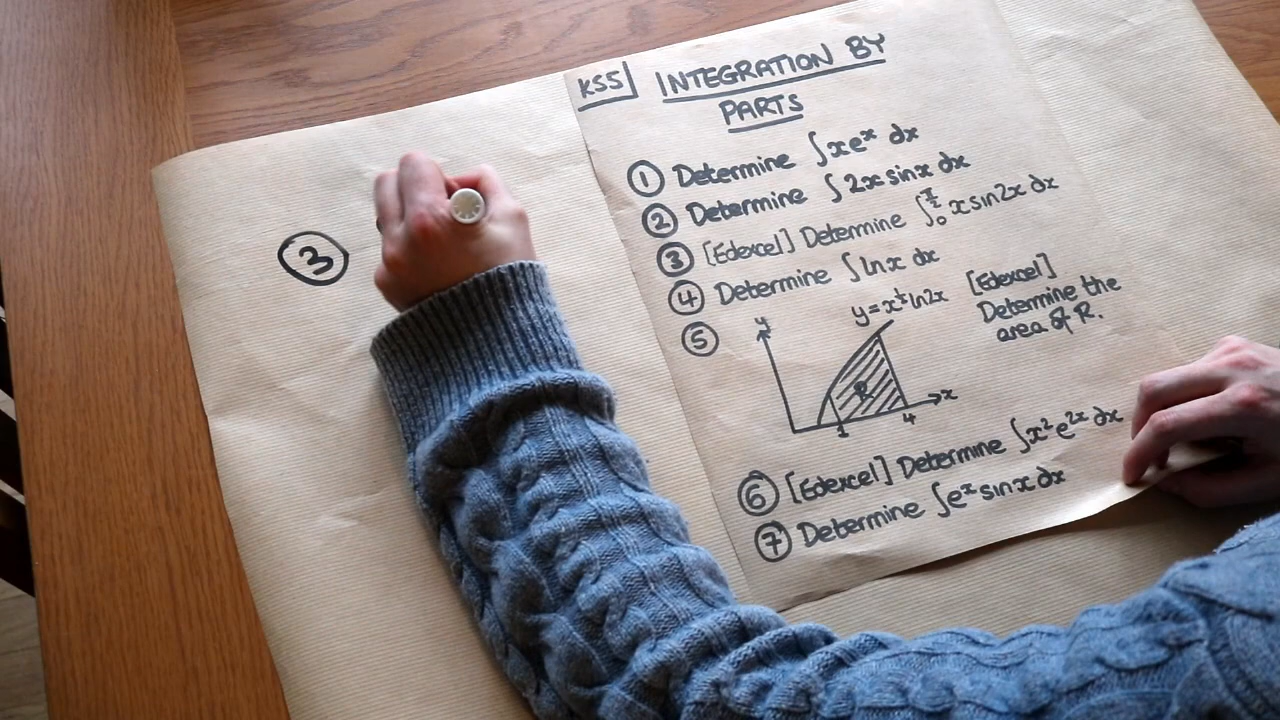 3
KS5
INTEGRATION BY
PARTS
1 Determine ∫xeˣ dx
2 Determine ∫2x sinx dx
3 [Edexcel] Determine ∫₀^(π/2) x sin2x dx
4 Determine ∫lnx dx
5
y
y = x^(1/2) ln2x
[Edexcel]
Determine the
area of R.
R
x
1
4
6 [Edexcel] Determine ∫x²e²ˣ dx
7 Determine ∫eˣ sinx dx